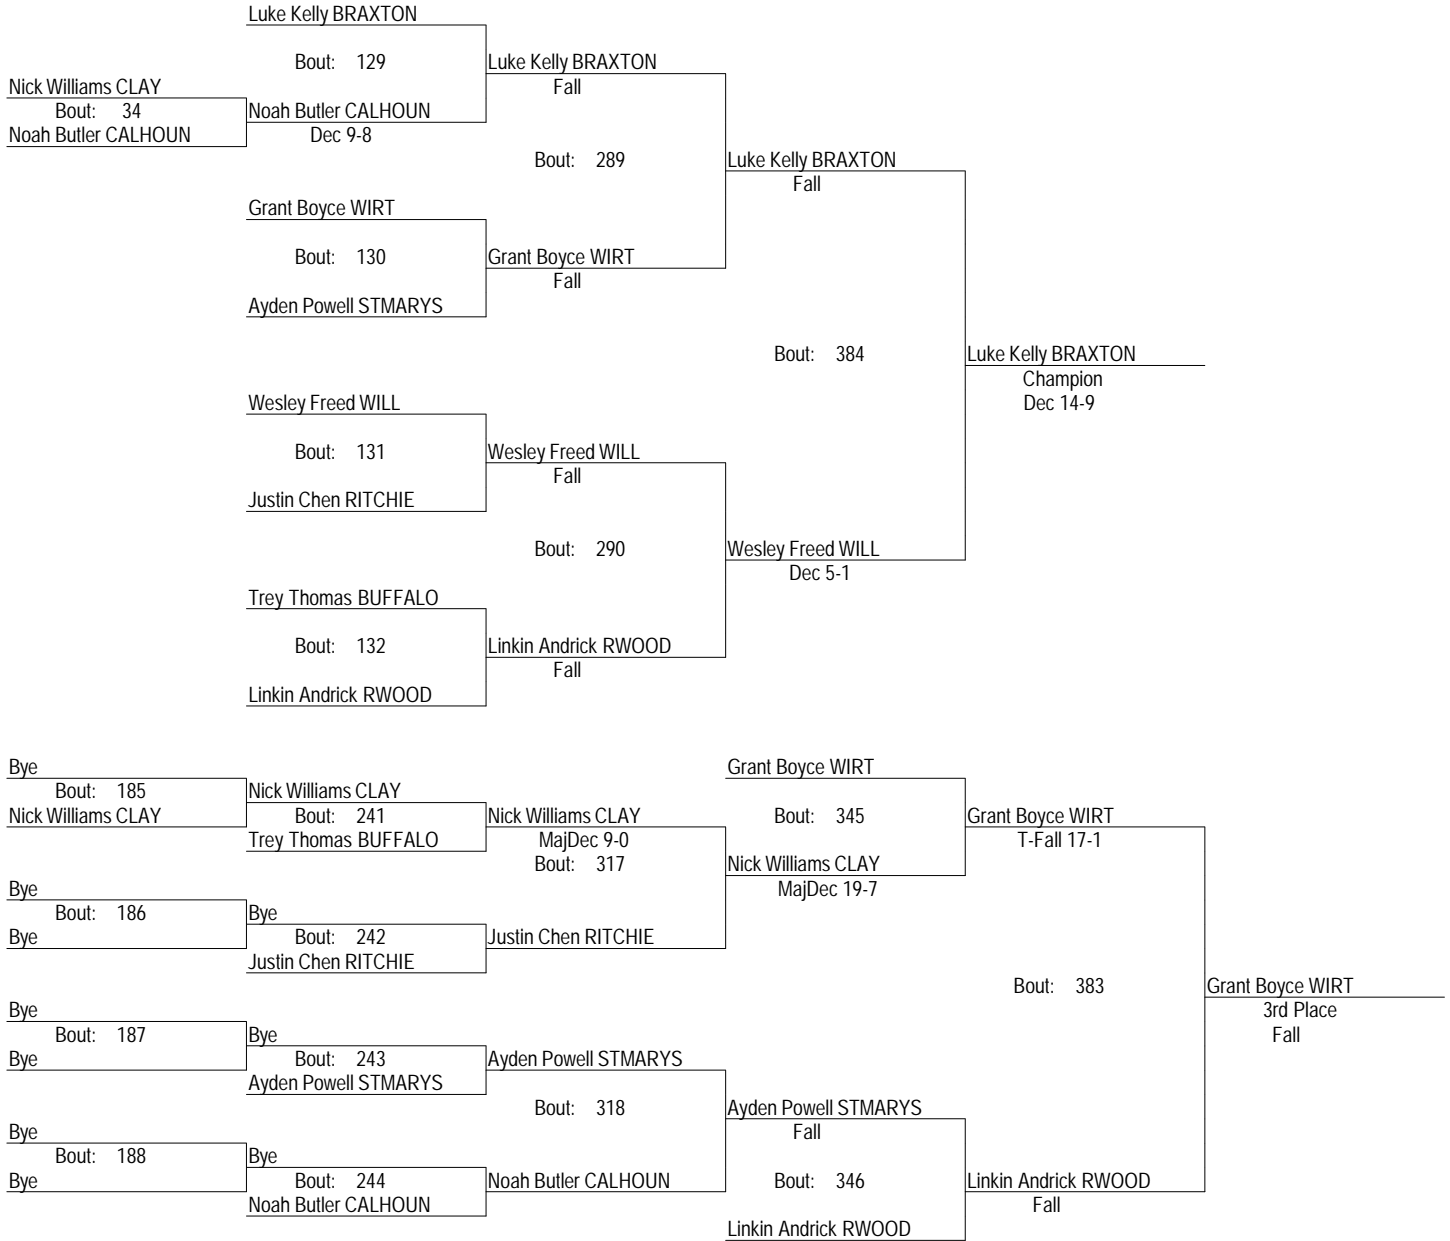 Luke Kelly BRAXTON
Bout: 129
Luke Kelly BRAXTON
Fall
Nick Williams CLAY
Bout: 34
Noah Butler CALHOUN
Noah Butler CALHOUN
Dec 9-8
Bout: 289
Luke Kelly BRAXTON
Fall
Grant Boyce WIRT
Bout: 130
Grant Boyce WIRT
Fall
Ayden Powell STMARYS
Bout: 384
Luke Kelly BRAXTON
Champion
Dec 14-9
Wesley Freed WILL
Bout: 131
Wesley Freed WILL
Fall
Justin Chen RITCHIE
Bout: 290
Wesley Freed WILL
Dec 5-1
Trey Thomas BUFFALO
Bout: 132
Linkin Andrick RWOOD
Fall
Linkin Andrick RWOOD
Bye
Bout: 185
Nick Williams CLAY
Nick Williams CLAY
Bout: 241
Trey Thomas BUFFALO
Nick Williams CLAY
MajDec 9-0
Bout: 317
Grant Boyce WIRT
Bout: 345
Nick Williams CLAY
MajDec 19-7
Grant Boyce WIRT
T-Fall 17-1
Bye
Bout: 186
Bye
Bye
Bout: 242
Justin Chen RITCHIE
Justin Chen RITCHIE
Bout: 383
Grant Boyce WIRT
3rd Place
Fall
Bye
Bout: 187
Bye
Bye
Bout: 243
Ayden Powell STMARYS
Ayden Powell STMARYS
Bout: 318
Ayden Powell STMARYS
Fall
Bye
Bout: 188
Bye
Bye
Bout: 244
Noah Butler CALHOUN
Noah Butler CALHOUN
Bout: 346
Linkin Andrick RWOOD
Linkin Andrick RWOOD
Fall